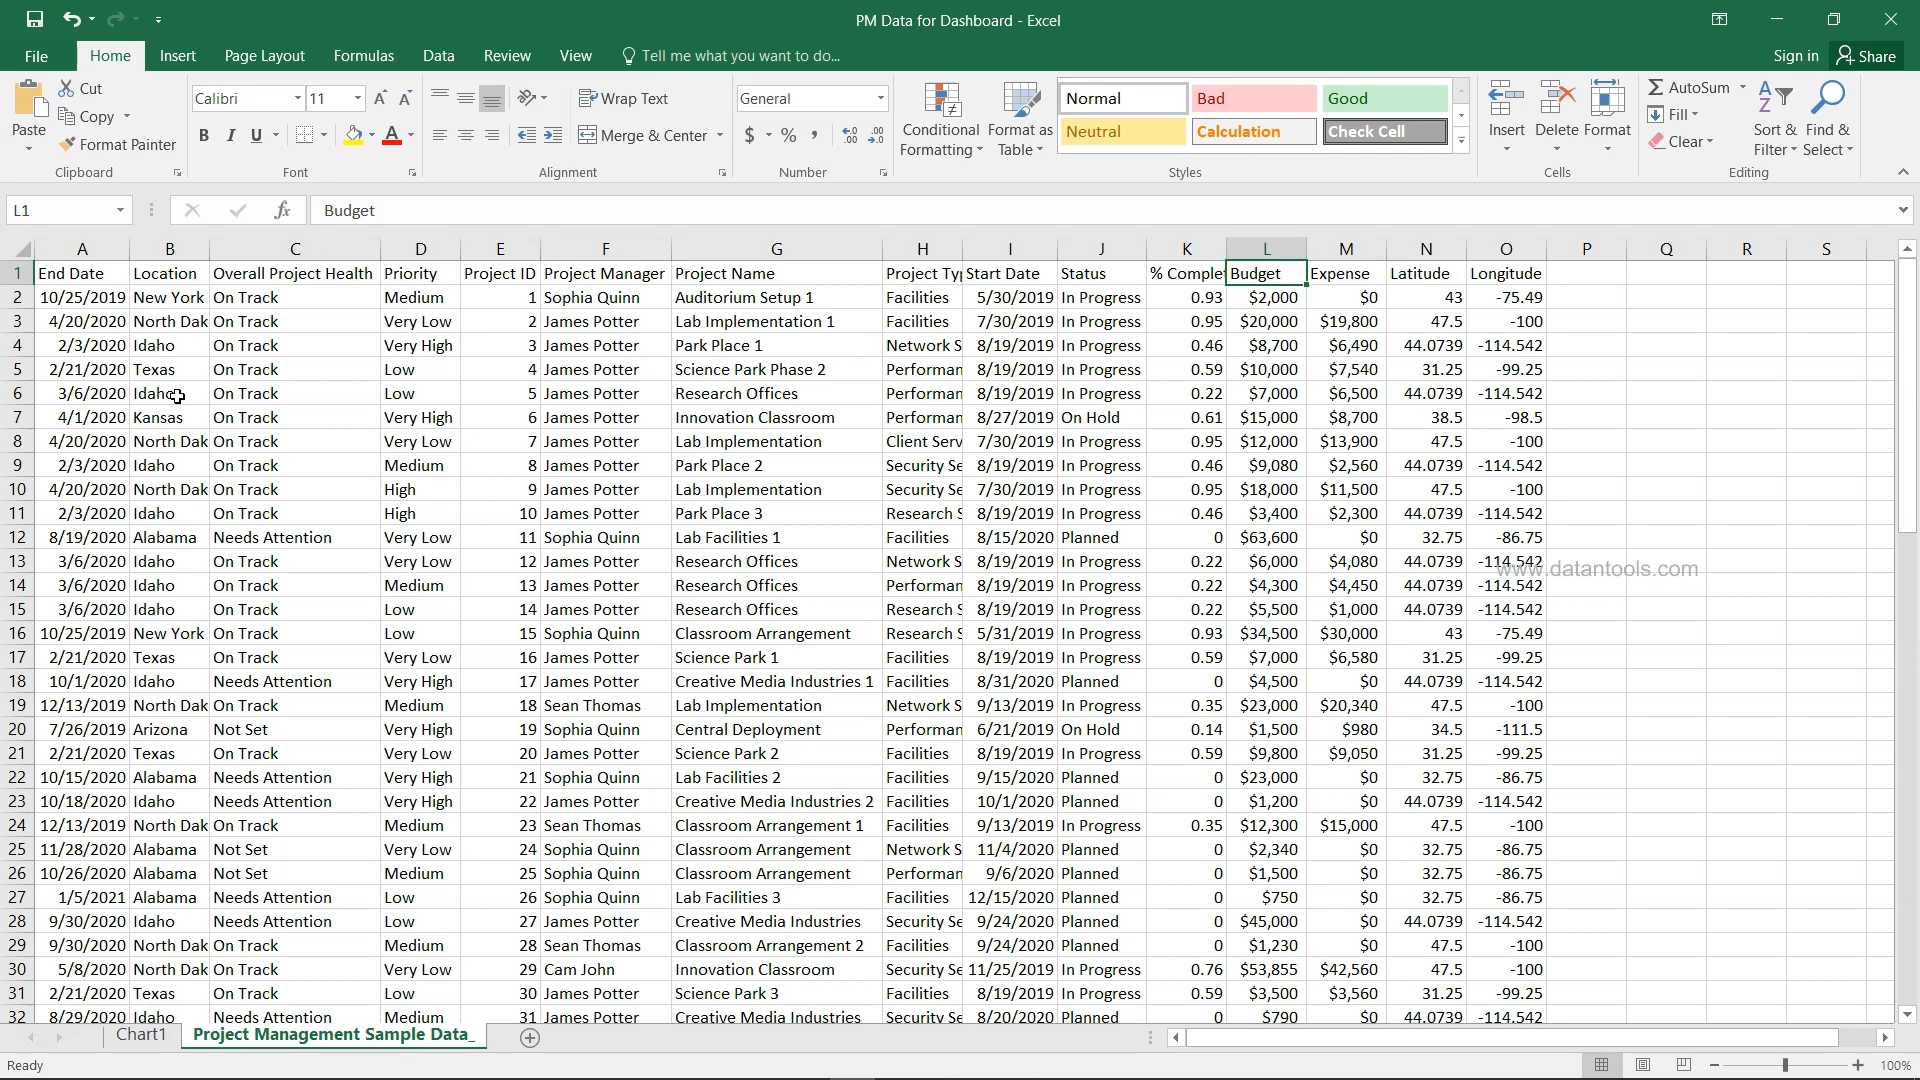 PM Data for Dashboard - Excel
File Home Insert Page Layout Formulas Data Review View Tell me what you want to do... Sign in Share
Paste Cut Copy Format Painter Clipboard
Calibri 11 A A B I U A Font
Wrap Text Merge & Center Alignment
General $ % , Number
Conditional Formatting Format as Table
Normal Bad Good
Neutral Calculation Check Cell
Styles
Insert Delete Format Cells
AutoSum Fill Clear Sort & Filter Find & Select Editing
L1 fx Budget
A B C D E F G H I J K L M N O P Q R S
1 End Date Location Overall Project Health Priority Project ID Project Manager Project Name Project Ty Start Date Status % Complet Budget Expense Latitude Longitude
2 10/25/2019 New York On Track Medium 1 Sophia Quinn Auditorium Setup 1 Facilities 5/30/2019 In Progress 0.93 $2,000 $0 43 -75.49
3 4/20/2020 North Dak On Track Very Low 2 James Potter Lab Implementation 1 Facilities 7/30/2019 In Progress 0.95 $20,000 $19,800 47.5 -100
4 2/3/2020 Idaho On Track Very High 3 James Potter Park Place 1 Network S 8/19/2019 In Progress 0.46 $8,700 $6,490 44.0739 -114.542
5 2/21/2020 Texas On Track Low 4 James Potter Science Park Phase 2 Performan 8/19/2019 In Progress 0.59 $10,000 $7,540 31.25 -99.25
6 3/6/2020 Idaho On Track Low 5 James Potter Research Offices Performan 8/19/2019 In Progress 0.22 $7,000 $6,500 44.0739 -114.542
7 4/1/2020 Kansas On Track Very High 6 James Potter Innovation Classroom Performan 8/27/2019 On Hold 0.61 $15,000 $8,700 38.5 -98.5
8 4/20/2020 North Dak On Track Very Low 7 James Potter Lab Implementation Client Serv 7/30/2019 In Progress 0.95 $12,000 $13,900 47.5 -100
9 2/3/2020 Idaho On Track Medium 8 James Potter Park Place 2 Security Se 8/19/2019 In Progress 0.46 $9,080 $2,560 44.0739 -114.542
10 4/20/2020 North Dak On Track High 9 James Potter Lab Implementation Security Se 7/30/2019 In Progress 0.95 $18,000 $11,500 47.5 -100
11 2/3/2020 Idaho On Track High 10 James Potter Park Place 3 Research S 8/19/2019 In Progress 0.46 $3,400 $2,300 44.0739 -114.542
12 8/19/2020 Alabama Needs Attention Very Low 11 Sophia Quinn Lab Facilities 1 Facilities 8/15/2020 Planned 0 $63,600 $0 32.75 -86.75
13 3/6/2020 Idaho On Track Very Low 12 James Potter Research Offices Network S 8/19/2019 In Progress 0.22 $6,000 $4,080 44.0739 -114.542
www.datantools.com
14 3/6/2020 Idaho On Track Medium 13 James Potter Research Offices Performan 8/19/2019 In Progress 0.22 $4,300 $4,450 44.0739 -114.542
15 3/6/2020 Idaho On Track Low 14 James Potter Research Offices Research S 8/19/2019 In Progress 0.22 $5,500 $1,000 44.0739 -114.542
16 10/25/2019 New York On Track Low 15 Sophia Quinn Classroom Arrangement Research S 5/31/2019 In Progress 0.93 $34,500 $30,000 43 -75.49
17 2/21/2020 Texas On Track Very Low 16 James Potter Science Park 1 Facilities 8/19/2019 In Progress 0.59 $7,000 $6,580 31.25 -99.25
18 10/1/2020 Idaho Needs Attention Very High 17 James Potter Creative Media Industries 1 Facilities 8/31/2020 Planned 0 $4,500 $0 44.0739 -114.542
19 12/13/2019 North Dak On Track Medium 18 Sean Thomas Lab Implementation Network S 9/13/2019 In Progress 0.35 $23,000 $20,340 47.5 -100
20 7/26/2019 Arizona Not Set Very High 19 Sophia Quinn Central Deployment Performan 6/21/2019 On Hold 0.14 $1,500 $980 34.5 -111.5
21 2/21/2020 Texas On Track Very Low 20 James Potter Science Park 2 Facilities 8/19/2019 In Progress 0.59 $9,800 $9,050 31.25 -99.25
22 10/15/2020 Alabama Needs Attention Very High 21 Sophia Quinn Lab Facilities 2 Facilities 9/15/2020 Planned 0 $23,000 $0 32.75 -86.75
23 10/18/2020 Idaho Needs Attention Very High 22 James Potter Creative Media Industries 2 Facilities 10/1/2020 Planned 0 $1,200 $0 44.0739 -114.542
24 12/13/2019 North Dak On Track Medium 23 Sean Thomas Classroom Arrangement 1 Facilities 9/13/2019 In Progress 0.35 $12,300 $15,000 47.5 -100
25 11/28/2020 Alabama Not Set Very Low 24 Sophia Quinn Classroom Arrangement Network S 11/4/2020 Planned 0 $2,340 $0 32.75 -86.75
26 10/26/2020 Alabama Not Set Medium 25 Sophia Quinn Classroom Arrangement Performan 9/6/2020 Planned 0 $1,500 $0 32.75 -86.75
27 1/5/2021 Alabama Needs Attention Low 26 Sophia Quinn Lab Facilities 3 Facilities 12/15/2020 Planned 0 $750 $0 32.75 -86.75
28 9/30/2020 Idaho Needs Attention Low 27 James Potter Creative Media Industries Security Se 9/24/2020 Planned 0 $45,000 $0 44.0739 -114.542
29 9/30/2020 North Dak On Track Medium 28 Sean Thomas Classroom Arrangement 2 Facilities 9/24/2020 Planned 0 $1,230 $0 47.5 -100
30 5/8/2020 North Dak On Track Very Low 29 Cam John Innovation Classroom Security Se 11/25/2019 In Progress 0.76 $53,855 $42,560 47.5 -100
31 2/21/2020 Texas On Track Low 30 James Potter Science Park 3 Facilities 8/19/2019 In Progress 0.59 $3,500 $3,560 31.25 -99.25
32 8/29/2020 Idaho Needs Attention Medium 31 James Potter Creative Media Industries Security Se 8/20/2020 Planned 0 $790 $0 44.0739 -114.542
Chart1 Project Management Sample Data_
Ready 100%